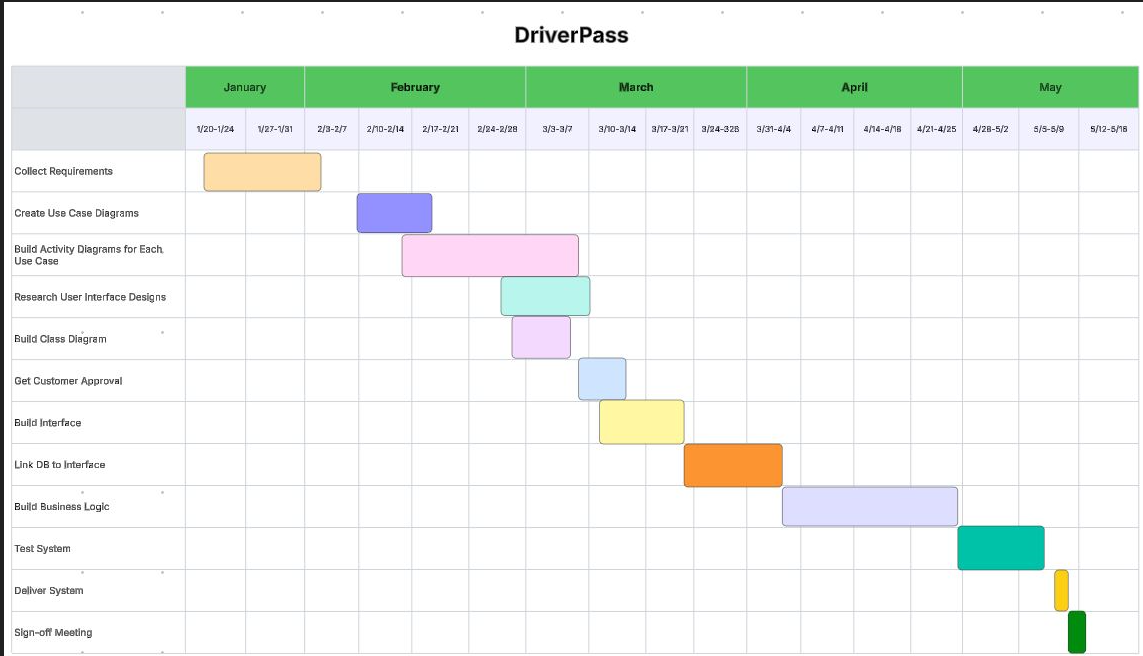 DriverPass
January February March April May
1/20-1/24 1/27-1/31 2/3-2/7 2/10-2/14 2/17-2/21 2/24-2/28 3/3-3/7 3/10-3/14 3/17-3/21 3/24-328 3/31-4/4 4/7-4/11 4/14-4/18 4/21-4/25 4/28-5/2 5/5-5/9 5/12-5/16
Collect Requirements
Create Use Case Diagrams
Build Activity Diagrams for Each
Use Case
Research User Interface Designs
Build Class Diagram
Get Customer Approval
Build Interface
Link DB to Interface
Build Business Logic
Test System
Deliver System
Sign-off Meeting